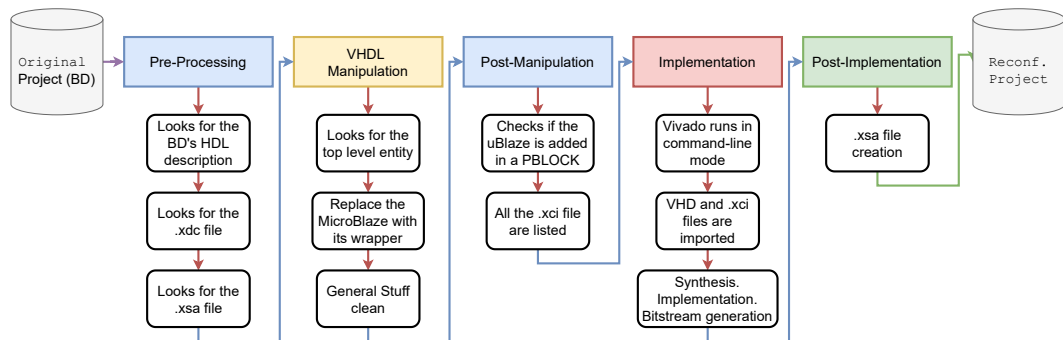 Original
Project (BD)
Pre-Processing
Looks for the
BD's HDL
description
Looks for the
.xdc file
Looks for the
.xsa file
VHDL
Manipulation
Looks for the
top level entity
Replace the
MicroBlaze with
its wrapper
General Stuff
clean
Post-Manipulation
Checks if the
uBlaze is added
in a PBLOCK
All the .xci file
are listed
Implementation
Vivado runs in
command-line
mode
VHD and .xci
files are
imported
Synthesis.
Implementation.
Bitstream generation
Post-Implementation
.xsa file
creation
Reconf.
Project